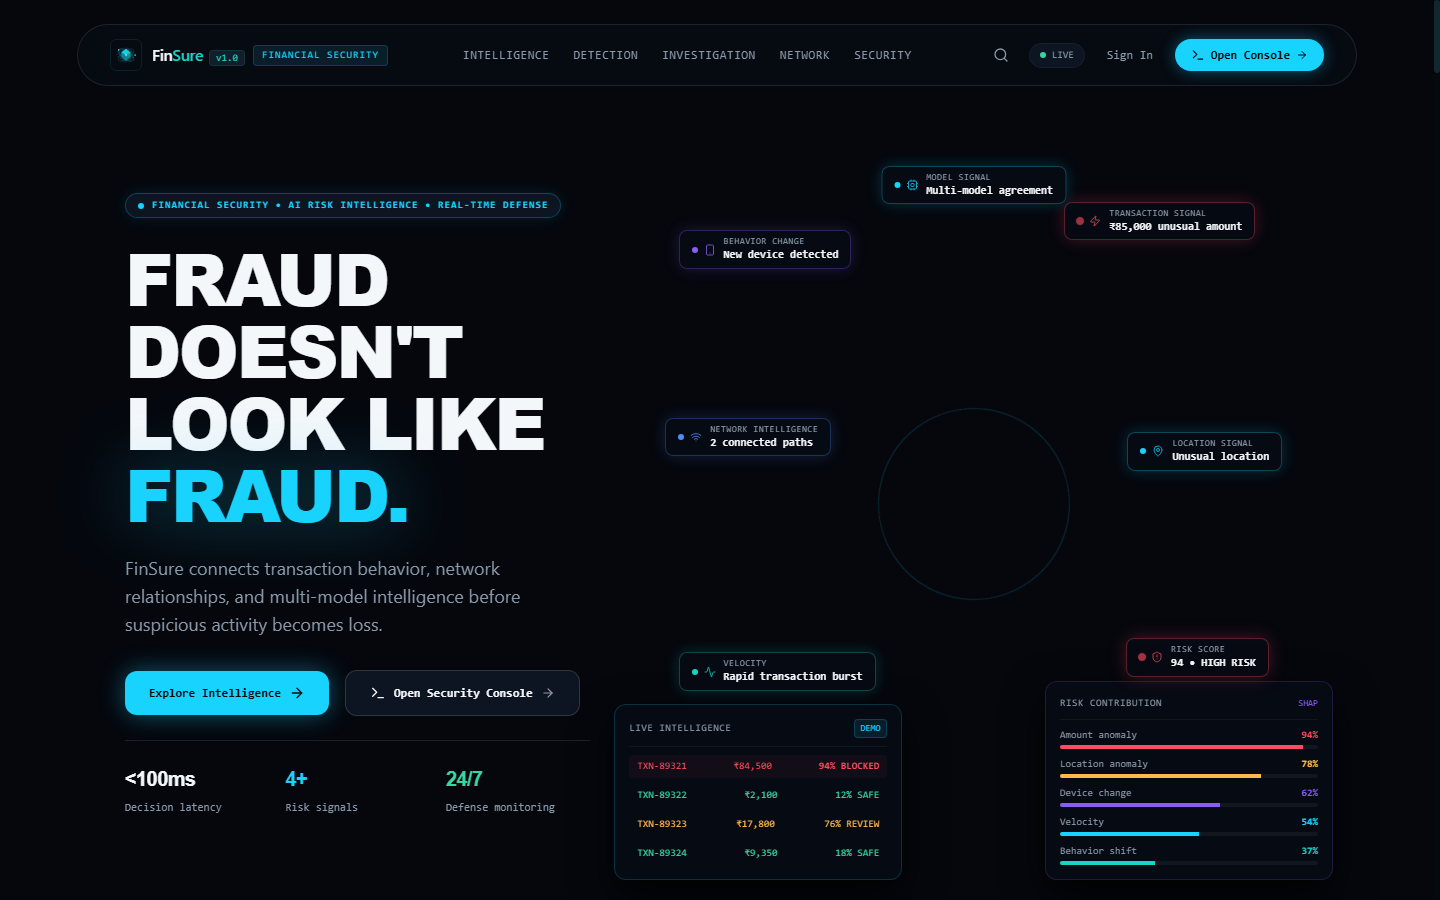 FinSure v1.0 FINANCIAL SECURITY INTELLIGENCE DETECTION INVESTIGATION NETWORK SECURITY LIVE Sign In >_ Open Console →
FINANCIAL SECURITY • AI RISK INTELLIGENCE • REAL-TIME DEFENSE
FRAUD
DOESN'T
LOOK LIKE
FRAUD.
FinSure connects transaction behavior, network
relationships, and multi-model intelligence before
suspicious activity becomes loss.
Explore Intelligence →
>_ Open Security Console →
<100ms
Decision latency
4+
Risk signals
24/7
Defense monitoring
MODEL SIGNAL
Multi-model agreement
TRANSACTION SIGNAL
₹85,000 unusual amount
BEHAVIOR CHANGE
New device detected
NETWORK INTELLIGENCE
2 connected paths
LOCATION SIGNAL
Unusual location
VELOCITY
Rapid transaction burst
RISK SCORE
94 • HIGH RISK
LIVE INTELLIGENCE DEMO
TXN-89321 ₹84,500 94% BLOCKED
TXN-89322 ₹2,100 12% SAFE
TXN-89323 ₹17,800 76% REVIEW
TXN-89324 ₹9,350 18% SAFE
RISK CONTRIBUTION SHAP
Amount anomaly 94%
Location anomaly 78%
Device change 62%
Velocity 54%
Behavior shift 37%